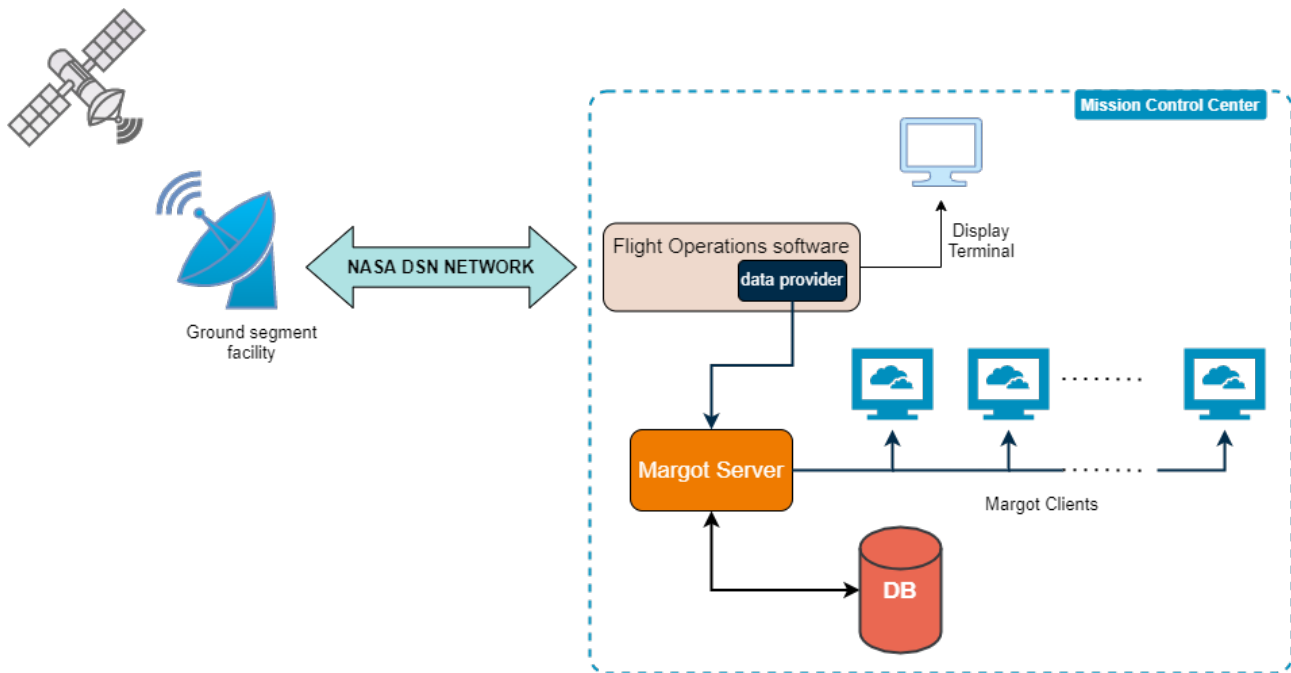 Mission Control Center
Display
Terminal
Flight Operations software
data provider
NASA DSN NETWORK
Ground segment
facility
Margot Server
Margot Clients
DB